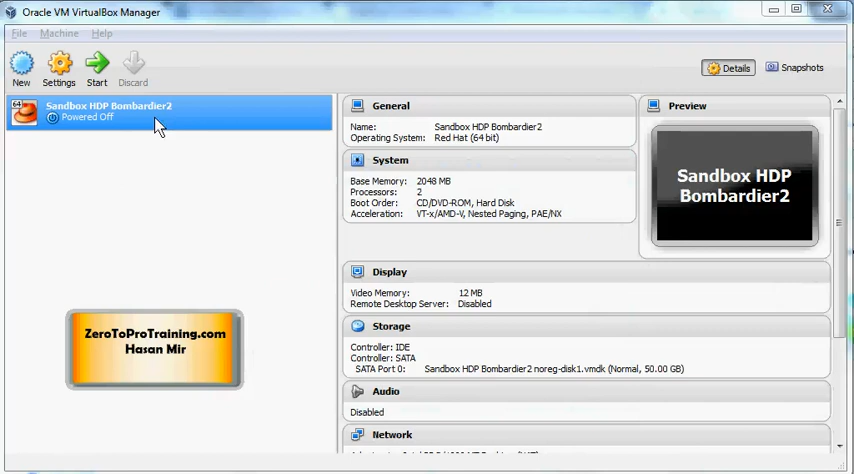 Oracle VM VirtualBox Manager
File Machine Help
New Settings Start Discard
Details Snapshots
64
Sandbox HDP Bombardier2
Powered Off
General
Name: Sandbox HDP Bombardier2
Operating System: Red Hat (64 bit)
System
Base Memory: 2048 MB
Processors: 2
Boot Order: CD/DVD-ROM, Hard Disk
Acceleration: VT-x/AMD-V, Nested Paging, PAE/NX
Preview
Sandbox HDP
Bombardier2
Display
Video Memory: 12 MB
Remote Desktop Server: Disabled
Storage
Controller: IDE
Controller: SATA
SATA Port 0: Sandbox HDP Bombardier2 noreg-disk1.vmdk (Normal, 50.00 GB)
Audio
Disabled
Network
ZeroToProTraining.com
Hasan Mir